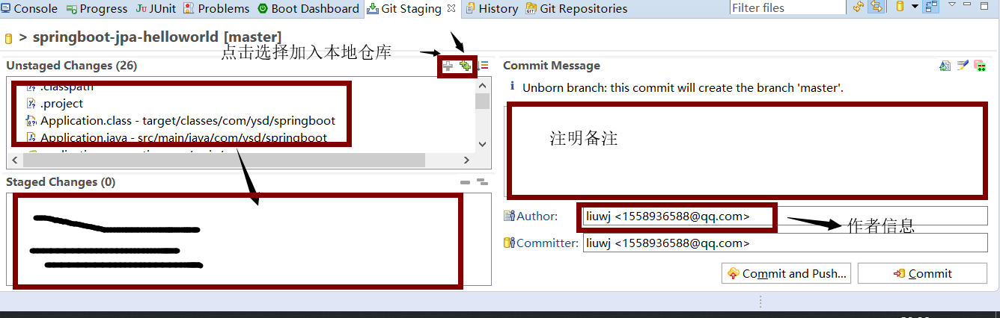 Console Progress JUnit Problems Boot Dashboard Git Staging History Git Repositories Filter files
> springboot-jpa-helloworld [master]
点击选择加入本地仓库
Unstaged Changes (26)
.classpath
.project
Application.class - target/classes/com/ysd/springboot
Application.java - src/main/java/com/ysd/springboot
Staged Changes (0)
Commit Message
Unborn branch: this commit will create the branch 'master'.
注明备注
Author: liuwj <1558936588@qq.com>
作者信息
Committer: liuwj <1558936588@qq.com>
Commit and Push... Commit